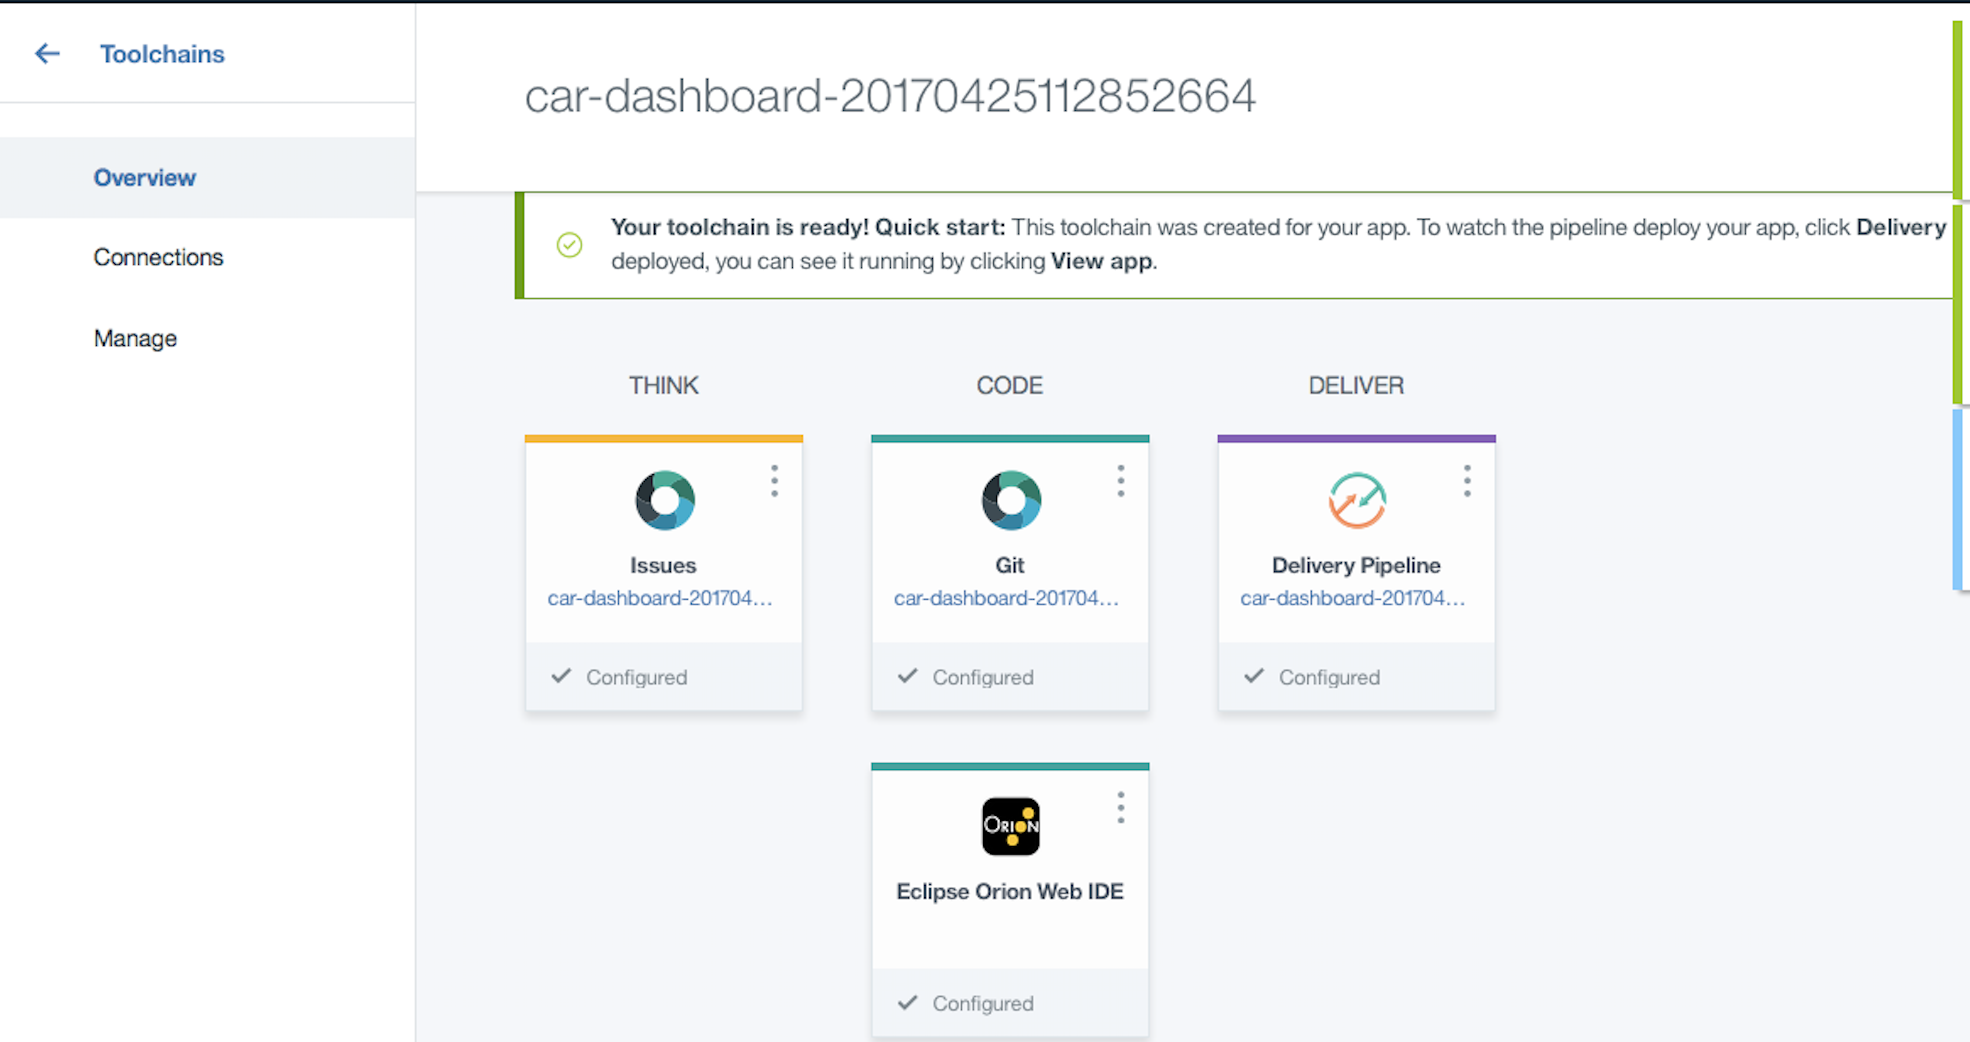 Toolchains
car-dashboard-20170425112852664
Overview
Connections
Manage
Your toolchain is ready! Quick start: This toolchain was created for your app. To watch the pipeline deploy your app, click Delivery
deployed, you can see it running by clicking View app.
THINK
CODE
DELIVER
Issues
car-dashboard-201704...
Configured
Git
car-dashboard-201704...
Configured
Delivery Pipeline
car-dashboard-201704...
Configured
ORION
Eclipse Orion Web IDE
Configured